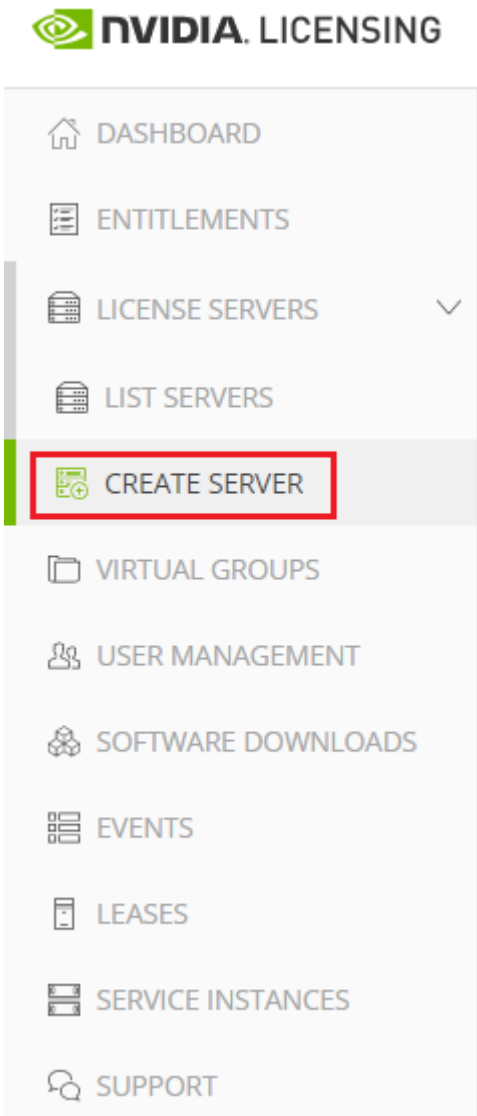 NVIDIA. LICENSING
DASHBOARD
ENTITLEMENTS
LICENSE SERVERS
LIST SERVERS
CREATE SERVER
VIRTUAL GROUPS
USER MANAGEMENT
SOFTWARE DOWNLOADS
EVENTS
LEASES
SERVICE INSTANCES
SUPPORT